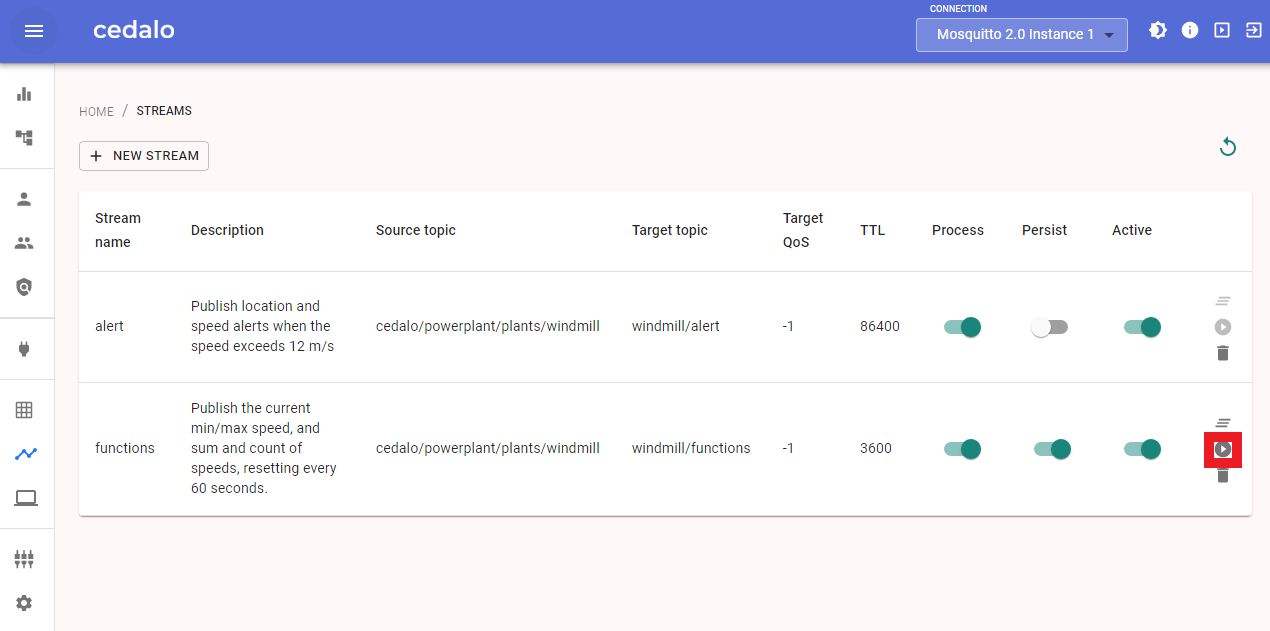 cedalo
CONNECTION
Mosquitto 2.0 Instance 1
HOME / STREAMS
+ NEW STREAM
Stream name
Description
Source topic
Target topic
Target QoS
TTL
Process
Persist
Active
alert
Publish location and
speed alerts when the
speed exceeds 12 m/s
cedalo/powerplant/plants/windmill
windmill/alert
-1
86400
functions
Publish the current
min/max speed, and
sum and count of
speeds, resetting every
60 seconds.
cedalo/powerplant/plants/windmill
windmill/functions
-1
3600